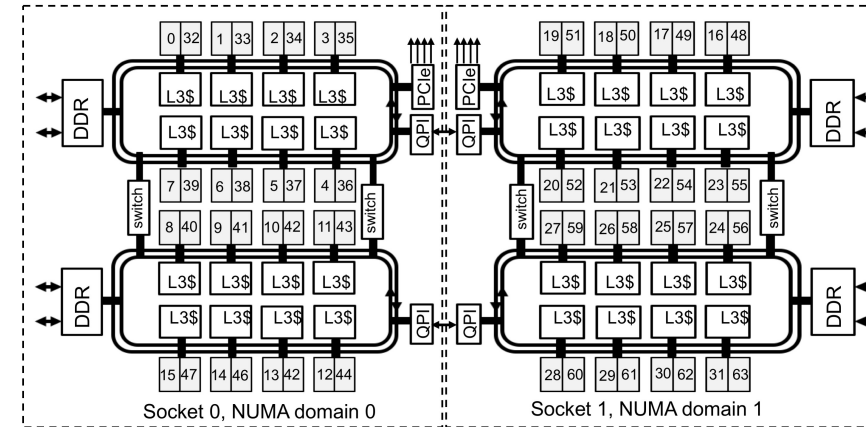 0 32 1 33 2 34 3 35 19 51 18 50 17 49 16 48
PCIe PCIe
L3$ L3$ L3$ L3$ L3$ L3$ L3$ L3$
DDR DDR
QPI QPI
L3$ L3$ L3$ L3$ L3$ L3$ L3$ L3$
7 39 6 38 5 37 4 36 20 52 21 53 22 54 23 55
switch switch switch switch
8 40 9 41 10 42 11 43 27 59 26 58 25 57 24 56
L3$ L3$ L3$ L3$ L3$ L3$ L3$ L3$
DDR DDR
L3$ L3$ L3$ L3$ QPI QPI L3$ L3$ L3$ L3$
15 47 14 46 13 42 12 44 28 60 29 61 30 62 31 63
Socket 0, NUMA domain 0 Socket 1, NUMA domain 1